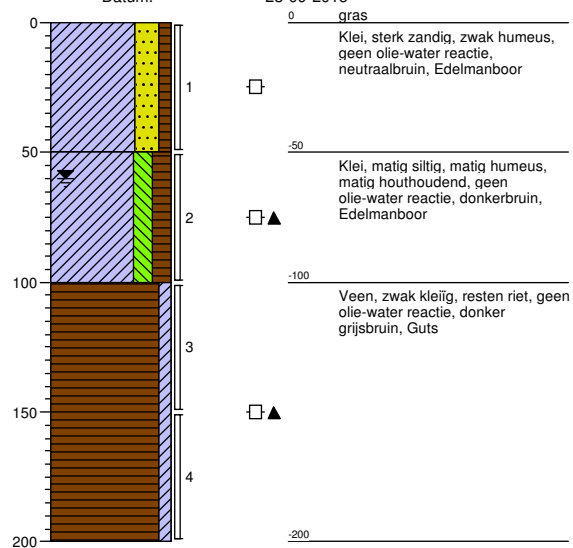 0
gras
Klei, sterk zandig, zwak humeus,
geen olie-water reactie,
neutraalbruin, Edelmanboor
1
50
-50
Klei, matig siltig, matig humeus,
matig houthoudend, geen
olie-water reactie, donkerbruin,
Edelmanboor
2
100
-100
Veen, zwak kleiïg, resten riet, geen
olie-water reactie, donker
grijsbruin, Guts
3
150
4
200
-200
0